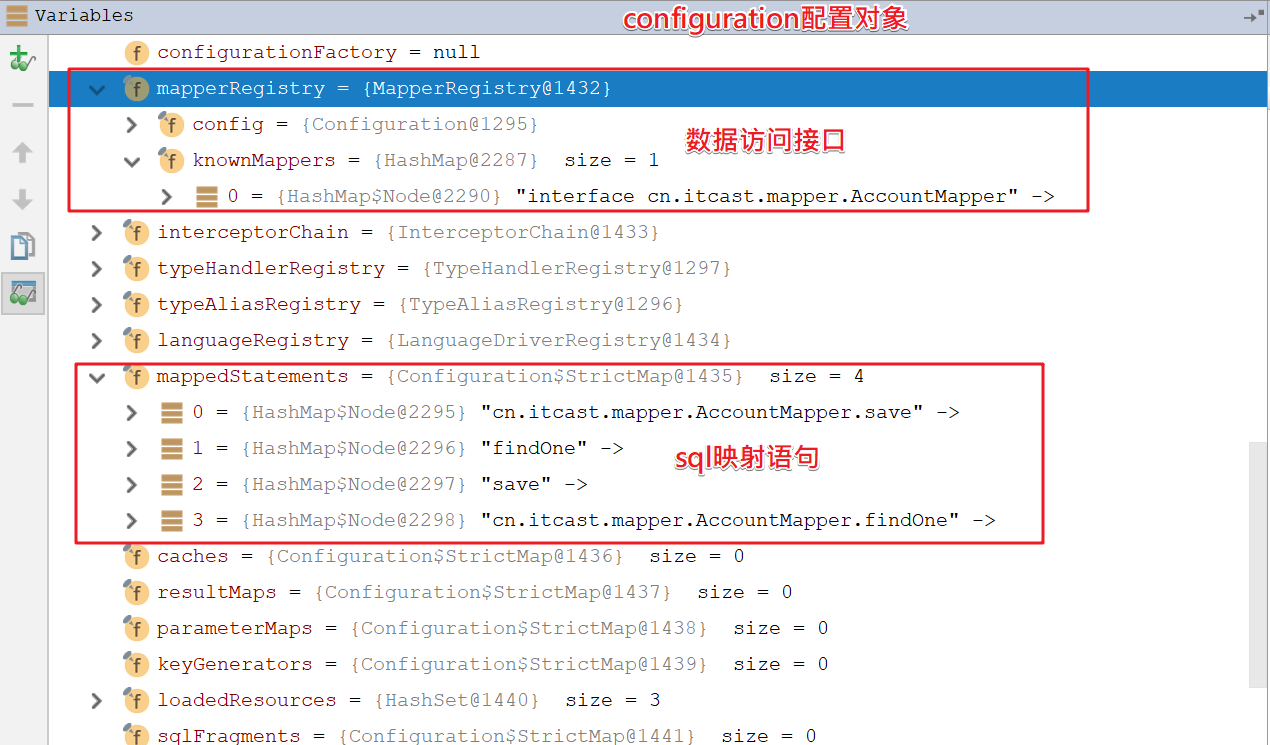 Variables
configuration配置对象
configurationFactory = null
mapperRegistry = {MapperRegistry@1432}
config = {Configuration@1295}
数据访问接口
knownMappers = {HashMap@2287} size = 1
0 = {HashMap$Node@2290} "interface cn.itcast.mapper.AccountMapper" ->
interceptorChain = {InterceptorChain@1433}
typeHandlerRegistry = {TypeHandlerRegistry@1297}
typeAliasRegistry = {TypeAliasRegistry@1296}
languageRegistry = {LanguageDriverRegistry@1434}
mappedStatements = {Configuration$StrictMap@1435} size = 4
0 = {HashMap$Node@2295} "cn.itcast.mapper.AccountMapper.save" ->
1 = {HashMap$Node@2296} "findOne" ->
sql映射语句
2 = {HashMap$Node@2297} "save" ->
3 = {HashMap$Node@2298} "cn.itcast.mapper.AccountMapper.findOne" ->
caches = {Configuration$StrictMap@1436} size = 0
resultMaps = {Configuration$StrictMap@1437} size = 0
parameterMaps = {Configuration$StrictMap@1438} size = 0
keyGenerators = {Configuration$StrictMap@1439} size = 0
loadedResources = {HashSet@1440} size = 3
sqlFragments = {Configuration$StrictMap@1441} size = 0